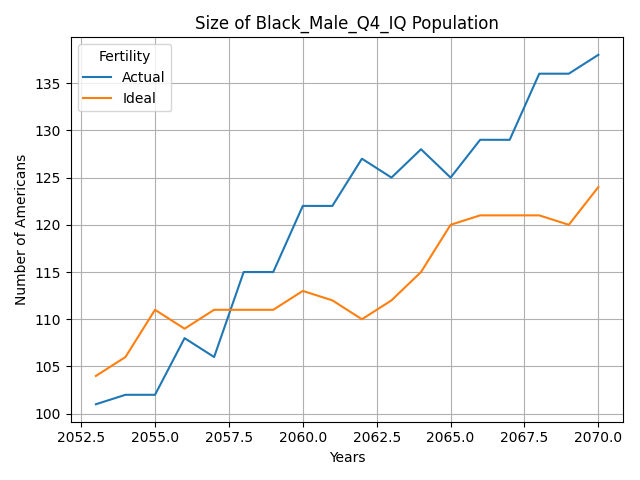 Size of Black_Male_Q4_IQ Population
Fertility
Actual
Ideal
Number of Americans
135
130
125
120
115
110
105
100
2052.5 2055.0 2057.5 2060.0 2062.5 2065.0 2067.5 2070.0
Years